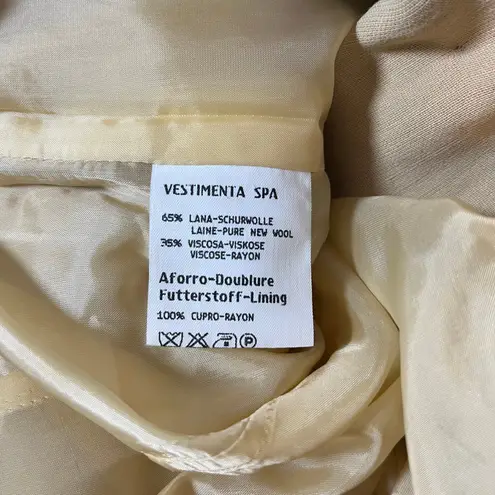 VESTIMENTA SPA
65% LANA-SCHURWOLLE
LAINE-PURE NEW WOOL
35% VISCOSA-VISKOSE
VISCOSE-RAYON
Aforro-Doublure
Futterstoff-Lining
100% CUPRO-RAYON
P